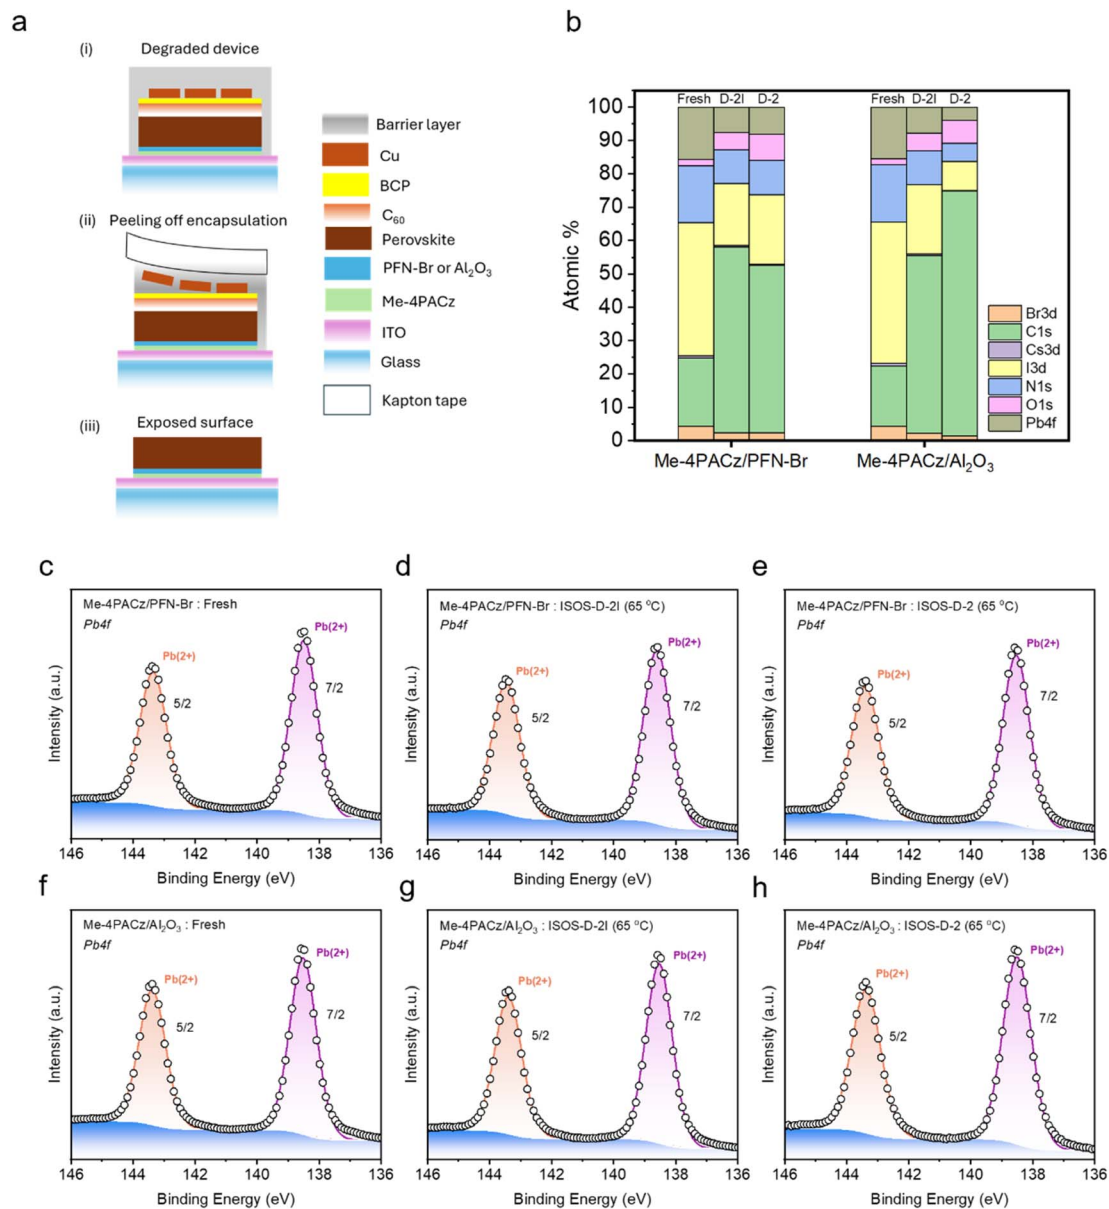 a
(i) Degraded device
(ii) Peeling off encapsulation
(iii) Exposed surface
Barrier layer
Cu
BCP
C₆₀
Perovskite
PFN-Br or Al₂O₃
Me-4PACz
ITO
Glass
Kapton tape
b
Fresh D-2I D-2 Fresh D-2I D-2
100
90
80
70
60
50
40
30
20
10
0
Atomic %
Br3d
C1s
Cs3d
I3d
N1s
O1s
Pb4f
Me-4PACz/PFN-Br Me-4PACz/Al₂O₃
c
Me-4PACz/PFN-Br : Fresh
Pb4f
Pb(2+)
5/2
Pb(2+)
7/2
Intensity (a.u.)
146 144 142 140 138 136
Binding Energy (eV)
d
Me-4PACz/PFN-Br : ISOS-D-2I (65 °C)
Pb4f
Pb(2+)
5/2
Pb(2+)
7/2
Intensity (a.u.)
146 144 142 140 138 136
Binding Energy (eV)
e
Me-4PACz/PFN-Br : ISOS-D-2 (65 °C)
Pb4f
Pb(2+)
5/2
Pb(2+)
7/2
Intensity (a.u.)
146 144 142 140 138 136
Binding Energy (eV)
f
Me-4PACz/Al₂O₃ : Fresh
Pb4f
Pb(2+)
5/2
Pb(2+)
7/2
Intensity (a.u.)
146 144 142 140 138 136
Binding Energy (eV)
g
Me-4PACz/Al₂O₃ : ISOS-D-2I (65 °C)
Pb4f
Pb(2+)
5/2
Pb(2+)
7/2
Intensity (a.u.)
146 144 142 140 138 136
Binding Energy (eV)
h
Me-4PACz/Al₂O₃ : ISOS-D-2 (65 °C)
Pb4f
Pb(2+)
5/2
Pb(2+)
7/2
Intensity (a.u.)
146 144 142 140 138 136
Binding Energy (eV)